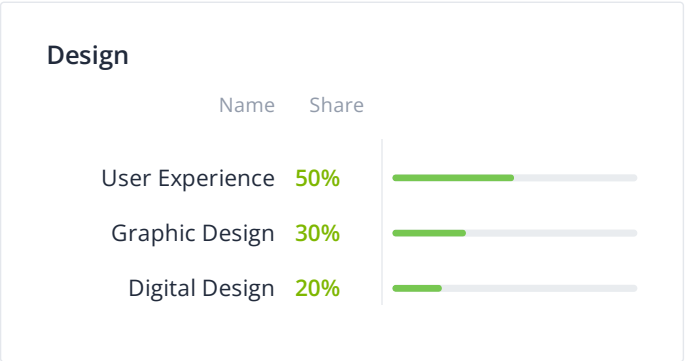 Design
Name Share
User Experience 50%
Graphic Design 30%
Digital Design 20%